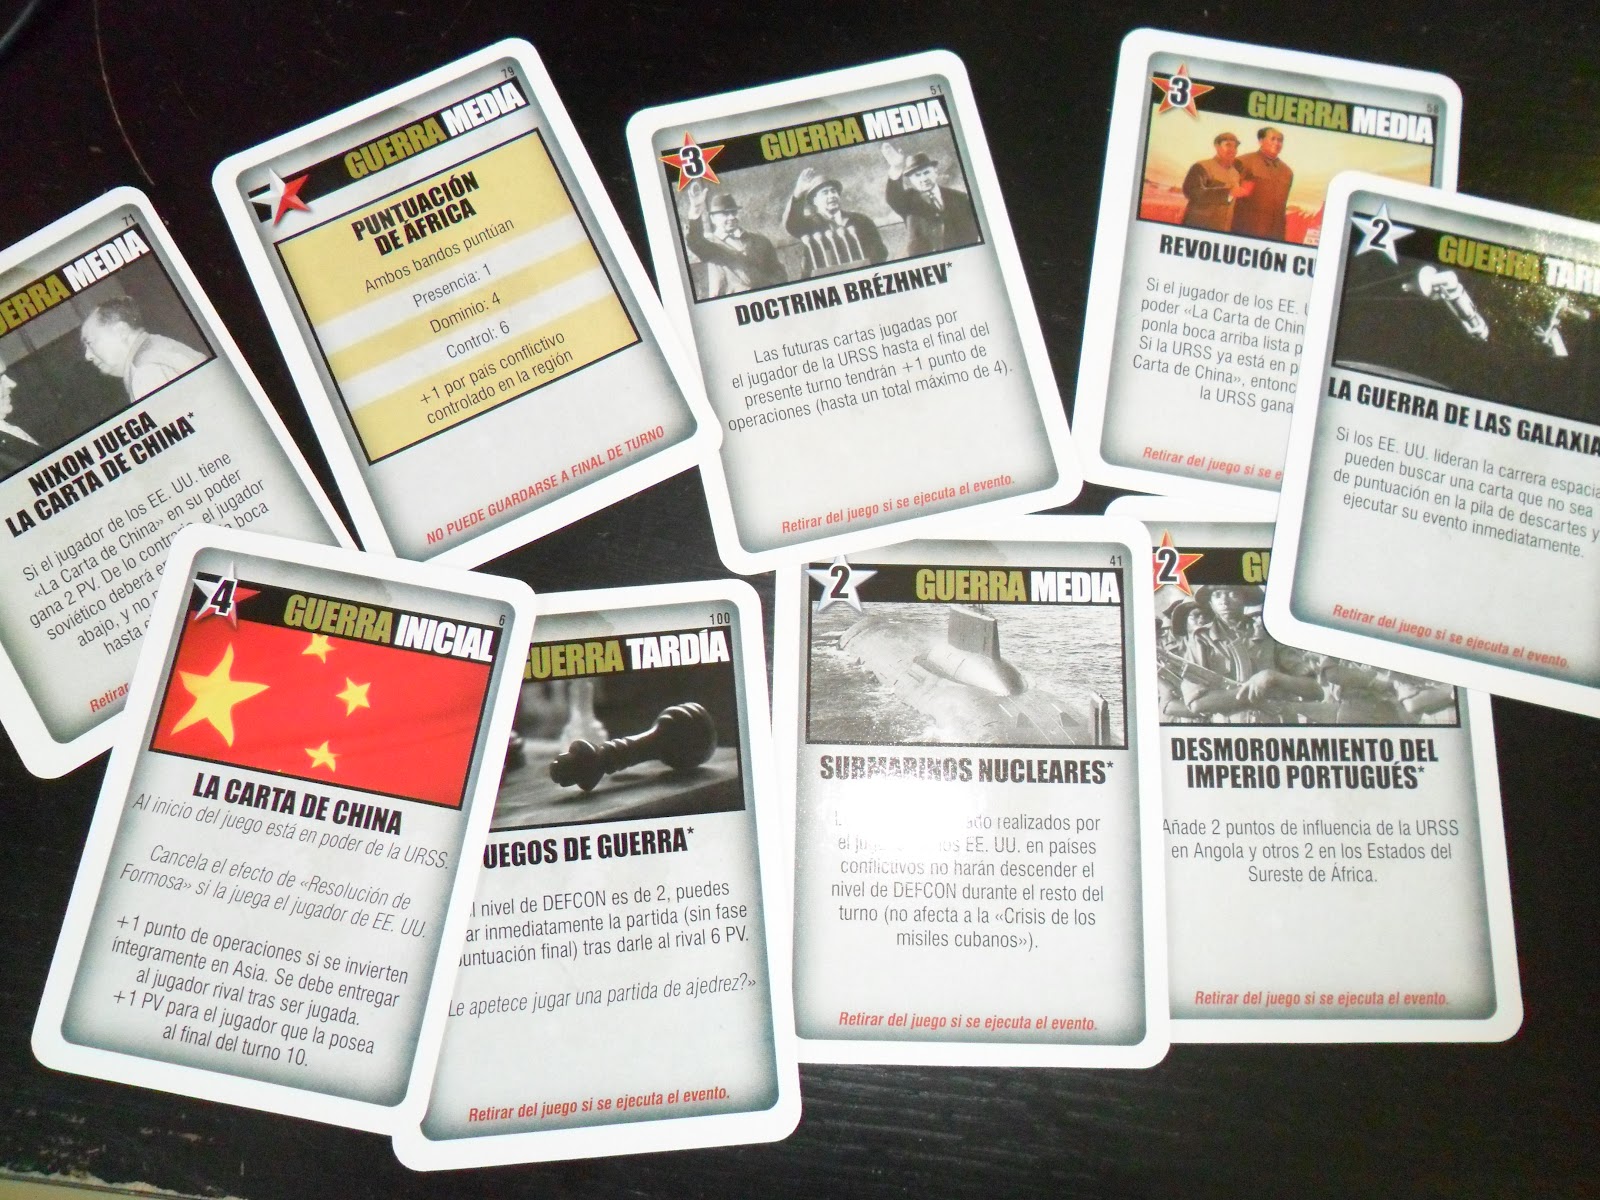 71
GUERRA MEDIA
NIXON JUEGA
LA CARTA DE CHINA*
Si el jugador de los EE. UU. tiene
«La Carta de China» en su poder
gana 2 PV. De lo el jugador
soviético deberá boca
abajo, y no
hasta
Retirar
79
GUERRA MEDIA
PUNTUACIÓN
DE ÁFRICA
Ambos bandos puntúan
Presencia: 1
Dominio: 4
Control: 6
+1 por país conflictivo
controlado en la región
NO PUEDE GUARDARSE A FINAL DE TURNO
51
3
GUERRA MEDIA
DOCTRINA BRÉZHNEV*
Las futuras cartas jugadas por
el jugador de la URSS hasta el final del
presente turno tendrán +1 punto de
operaciones (hasta un total máximo de 4).
Retirar del juego si se ejecuta el evento.
58
3
GUERRA MEDIA
REVOLUCIÓN
Si el jugador de los EE.
poder «La Carta de
ponla boca arriba lista
Si la URSS ya está en
Carta de China»,
la URSS gana
Retirar del juego si se
2
GUERRA
LA GUERRA DE LAS
Si los EE. UU. lideran la carrera
pueden buscar una carta que no sea
de puntuación en la pila de descartes y
ejecutar su evento inmediatamente.
Retirar del juego si se ejecuta el evento.
6
4
GUERRA INICIAL
LA CARTA DE CHINA
Al inicio del juego está en poder de la URSS.
Cancela el efecto de «Resolución de
Formosa» si la juega el jugador de EE. UU.
+1 punto de operaciones si se invierten
íntegramente en Asia. Se debe entregar
al jugador rival tras ser jugada.
+1 PV para el jugador que la posea
al final del turno 10.
100
GUERRA TARDÍA
UEGOS DE GUERRA*
l nivel de DEFCON es de 2, puedes
ar inmediatamente la partida (sin fase
puntuación final) tras darle al rival 6 PV.
Le apetece jugar una partida de ajedrez?»
Retirar del juego si se ejecuta el evento.
41
2
GUERRA MEDIA
SUBMARINOS NUCLEARES*
realizados por
el EE. UU. en países
conflictivos no harán descender el
nivel de DEFCON durante el resto del
turno (no afecta a la «Crisis de los
misiles cubanos»).
Retirar del juego si se ejecuta el evento.
2
DESMORONAMIENTO DEL
IMPERIO PORTUGUÉS*
Añade 2 puntos de influencia de la URSS
en Angola y otros 2 en los Estados del
Sureste de África.
Retirar del juego si se ejecuta el evento.